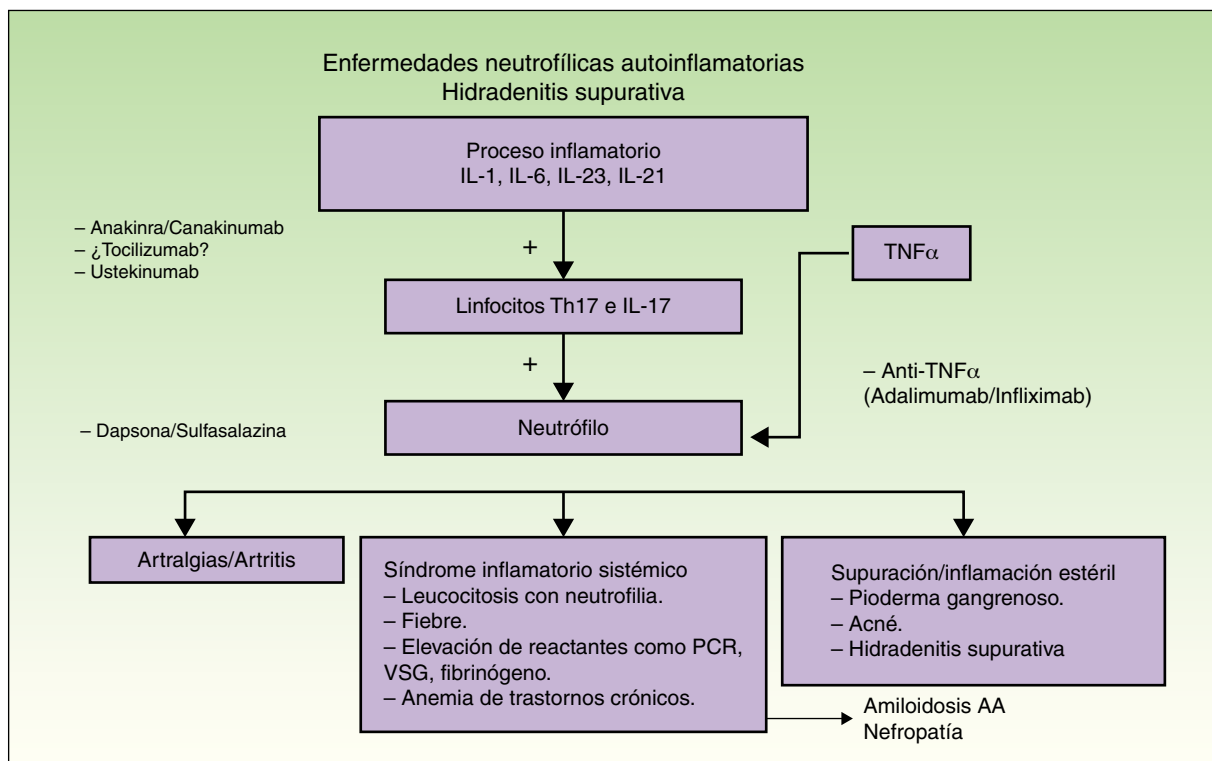 Enfermedades neutrofílicas autoinflamatorias
Hidradenitis supurativa
Proceso inflamatorio
IL-1, IL-6, IL-23, IL-21
– Anakinra/Canakinumab
– ¿Tocilizumab?
– Ustekinumab
+
TNFα
Linfocitos Th17 e IL-17
+
– Anti-TNFα
(Adalimumab/Infliximab)
– Dapsona/Sulfasalazina
Neutrófilo
Artralgias/Artritis
Síndrome inflamatorio sistémico
– Leucocitosis con neutrofilia.
– Fiebre.
– Elevación de reactantes como PCR,
VSG, fibrinógeno.
– Anemia de trastornos crónicos.
Supuración/inflamación estéril
– Pioderma gangrenoso.
– Acné.
– Hidradenitis supurativa
Amiloidosis AA
Nefropatía